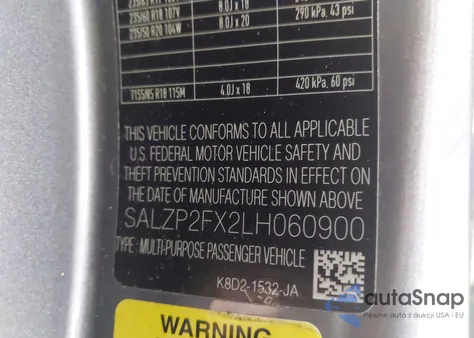 235/60 R18 107V 8.0J x 18 290 kPa, 43 psi
235/50 R20 104W 8.0J x 20
T155/85 R18 115M 4.0J x 18 420 kPa, 60 psi
THIS VEHICLE CONFORMS TO ALL APPLICABLE
U.S. FEDERAL MOTOR VEHICLE SAFETY AND
THEFT PREVENTION STANDARDS IN EFFECT ON
THE DATE OF MANUFACTURE SHOWN ABOVE
SALZP2FX2LH060900
TYPE: MULTI-PURPOSE PASSENGER VEHICLE
K8D2-1532-JA
WARNING
autoSnap
pewne auta z aukcji USA i EU